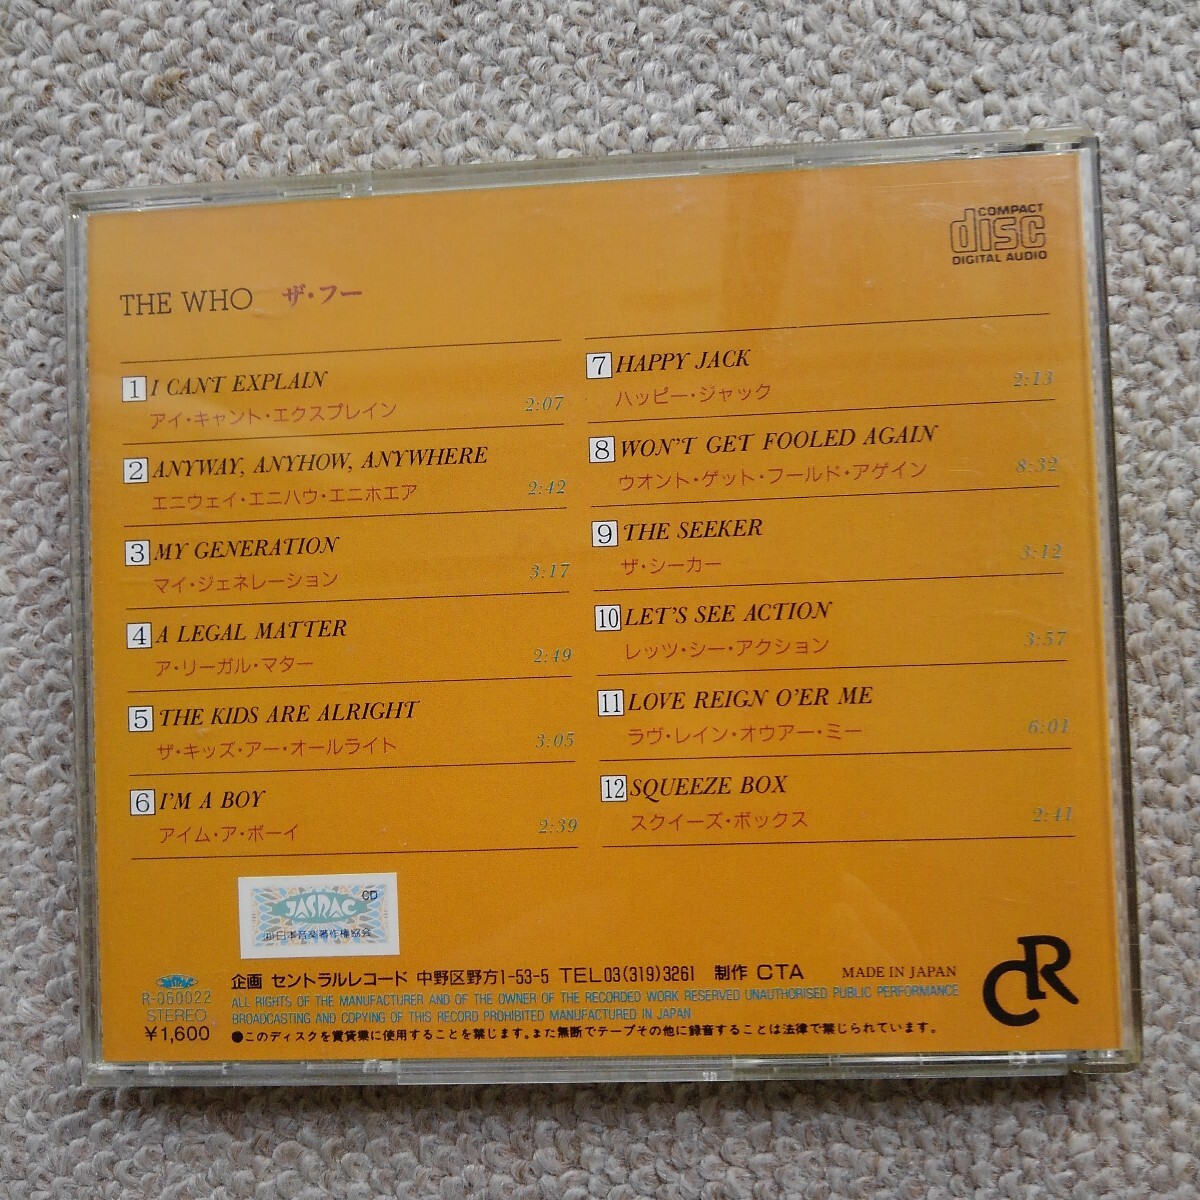 COMPACT
disc
DIGITAL AUDIO
THE WHO ザ・フー
1 I CANT EXPLAIN
アイ・キャント・エクスプレイン 2:07
2 ANYWAY, ANYHOW, ANYWHERE
エニウェイ・エニハウ・エニホエア 2:42
3 MY GENERATION
マイ・ジェネレーション 3:17
4 A LEGAL MATTER
ア・リーガル・マター 2:49
5 THE KIDS ARE ALRIGHT
ザ・キッズ・アー・オールライト 3:05
6 I'M A BOY
アイム・ア・ボーイ 2:39
7 HAPPY JACK
ハッピー・ジャック 2:13
8 WON'T GET FOOLED AGAIN
ウオント・ゲット・フールド・アゲイン 8:32
9 THE SEEKER
ザ・シーカー 3:12
10 LET'S SEE ACTION
レッツ・シー・アクション 3:57
11 LOVE REIGN O'ER ME
ラヴ・レイン・オウアー・ミー 6:01
12 SQUEEZE BOX
スクイーズ・ボックス 2:41
JASRAC CD
㈳日本音楽著作権協会
R-050022
STEREO
¥1,600
企画 セントラルレコード 中野区野方1-53-5 TEL03(319)3261 制作 CTA MADE IN JAPAN
ALL RIGHTS OF THE MANUFACTURER AND OF THE OWNER OF THE RECORDED WORK RESERVED UNAUTHORISED PUBLIC PERFORMANCE
BROADCASTING AND COPYING OF THIS RECORD PROHIBITED MANUFACTURED IN JAPAN
●このディスクを賃貸業に使用することを禁じます。また無断でテープその他に録音することは法律で禁じられています。
CR